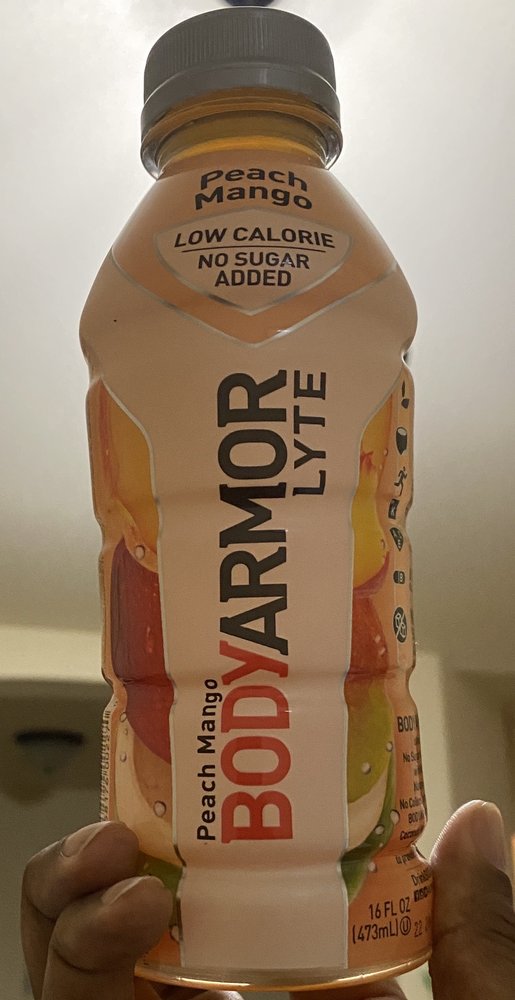 Peach
Mango
LOW CALORIE
NO SUGAR
ADDED
BODYARMOR
LYTE
Peach Mango
16 FL OZ
(473mL)